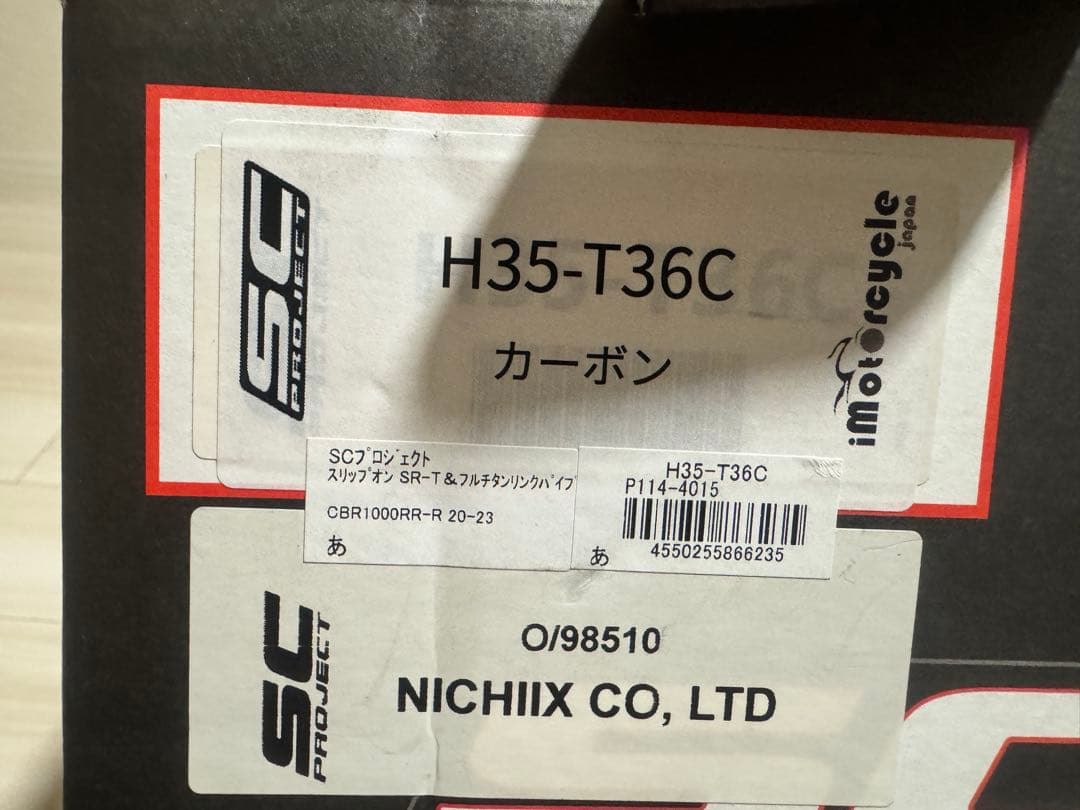 SC PROJECT
H35-T36C
カーボン
iMotorcycle
japan
SCプロジェクト
スリップオン SR-T&フルチタンリンクパイプ
CBR1000RR-R 20-23
あ
H35-T36C
P114-4015
4550255866235
あ
SC PROJECT
O/98510
NICHIIX CO, LTD